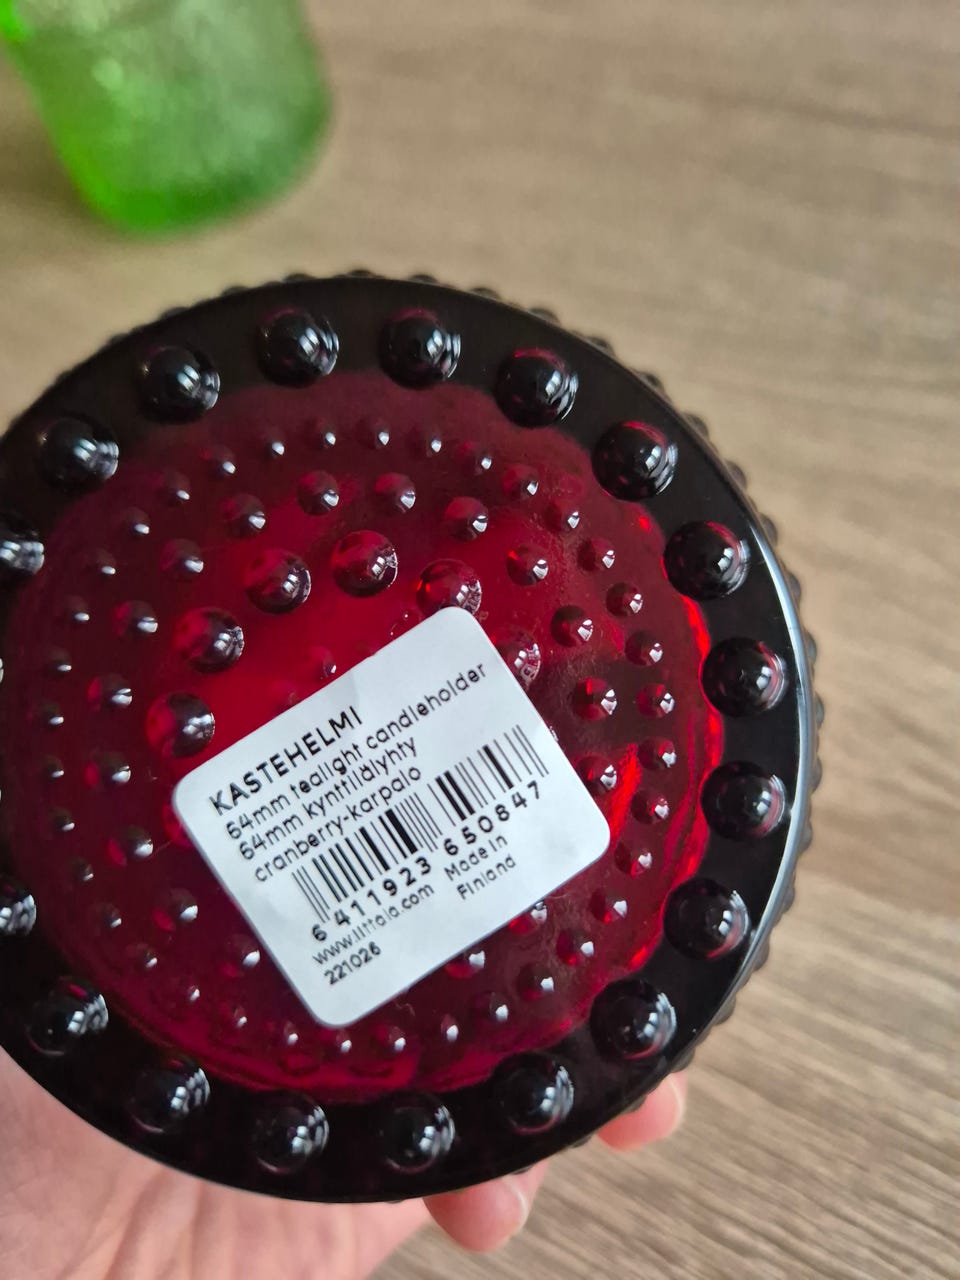 KASTEHELMI
64mm tealight candleholder
64mm kynttilälyhty
cranberry-karpalo
6 411923 650847
www.iittala.com Made in
Finland
221026